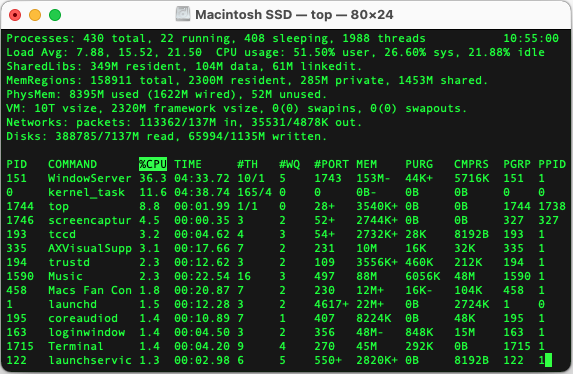 Macintosh SSD — top — 80×24
Processes: 430 total, 22 running, 408 sleeping, 1988 threads 10:55:00
Load Avg: 7.88, 15.52, 21.50 CPU usage: 51.50% user, 26.60% sys, 21.88% idle
SharedLibs: 349M resident, 104M data, 61M linkedit.
MemRegions: 158911 total, 2300M resident, 285M private, 1453M shared.
PhysMem: 8395M used (1622M wired), 52M unused.
VM: 10T vsize, 2320M framework vsize, 0(0) swapins, 0(0) swapouts.
Networks: packets: 113362/137M in, 35531/4878K out.
Disks: 388785/7137M read, 65994/1135M written.
PID COMMAND %CPU TIME #TH #WQ #PORT MEM PURG CMPRS PGRP PPID
151 WindowServer 36.3 04:33.72 10/1 5 1743 153M- 44K+ 5716K 151 1
0 kernel_task 11.6 04:38.74 165/4 0 0 0B- 0B 0B 0 0
1744 top 8.8 00:01.99 1/1 0 28+ 3540K+ 0B 0B 1744 1738
1746 screencaptur 4.5 00:00.35 3 2 52+ 2744K+ 0B 0B 327 327
193 tccd 3.2 00:04.62 4 3 54+ 2732K+ 28K 8192B 193 1
335 AXVisualSupp 3.1 00:17.66 7 2 231 10M 16K 32K 335 1
194 trustd 2.3 00:12.62 3 2 109 3556K+ 460K 212K 194 1
1590 Music 2.3 00:22.54 16 3 497 88M 6056K 48M 1590 1
458 Macs Fan Con 1.8 00:20.87 7 2 230 12M+ 16K- 104K 458 1
1 launchd 1.5 00:12.28 3 2 4617+ 22M+ 0B 2724K 1 0
195 coreaudiod 1.4 00:10.89 7 1 407 8224K 0B 48K 195 1
163 loginwindow 1.4 00:04.50 3 2 356 48M- 848K 15M 163 1
1715 Terminal 1.4 00:04.20 9 4 270 45M 292K 0B 1715 1
122 launchservic 1.3 00:02.98 6 5 550+ 2820K+ 0B 8192B 122 1